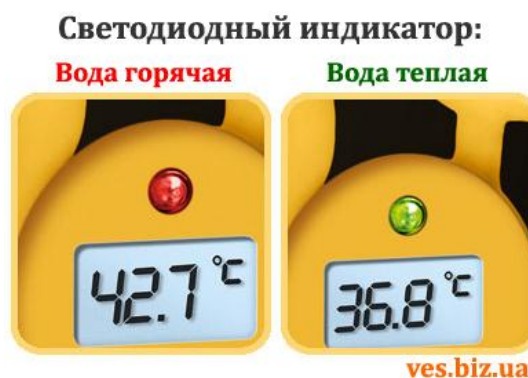 Светодиодный индикатор:
Вода горячая
Вода теплая
42.7 °C
36.8 °C
ves.biz.ua